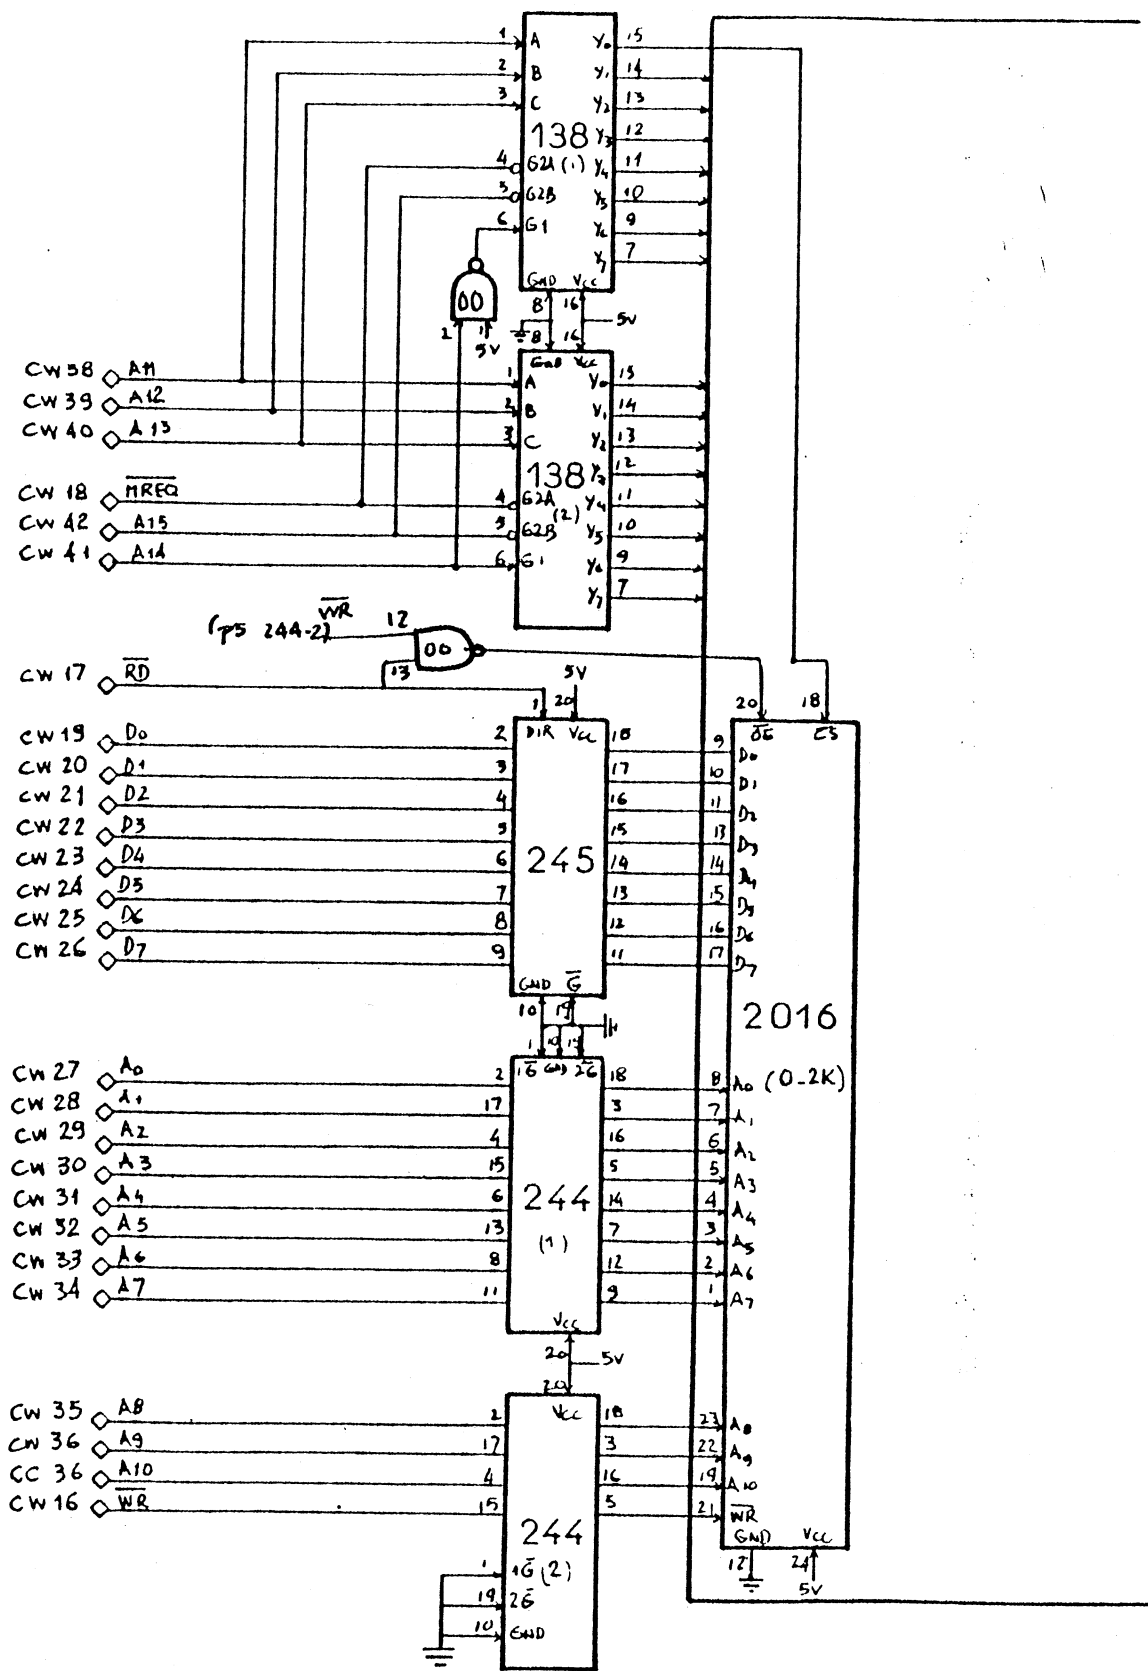 1 A Y0 15
2 B Y1 14
3 C Y2 13
138 Y3 12
4 G2A (1) Y4 11
5 G2B Y5 10
6 G1 Y6 9
Y7 7
GND VCC
00 8 16
2 1 5V
8 16 5V
GND VCC
CW 38 A11 1 A Y0 15
CW 39 A12 2 B Y1 14
CW 40 A13 3 C Y2 13
138 Y3 12
CW 18 MREQ 4 G2A (2) Y4 11
CW 42 A15 5 G2B Y5 10
CW 41 A14 6 G1 Y6 9
Y7 7
(p5 244-2) WR 12
00
CW 17 RD 13 5V
1 20 20 18
DIR VCC OE CS
CW 19 D0 2 18 9 D0
CW 20 D1 3 17 10 D1
CW 21 D2 4 16 11 D2
CW 22 D3 5 15 13 D3
CW 23 D4 6 245 14 14 D4
CW 24 D5 7 13 15 D5
CW 25 D6 8 12 16 D6
CW 26 D7 9 11 17 D7
GND G
10 19 2016
1 10 19
1G GND 2G
CW 27 A0 2 18 8 A0 (0_2K)
CW 28 A1 17 3 7 A1
CW 29 A2 4 16 6 A2
CW 30 A3 15 5 5 A3
CW 31 A4 6 244 14 4 A4
CW 32 A5 13 (1) 7 3 A5
CW 33 A6 8 12 2 A6
CW 34 A7 11 9 1 A7
VCC
20 5V
20
VCC
CW 35 A8 2 18 23 A8
CW 36 A9 17 3 22 A9
CC 36 A10 4 16 19 A10
CW 16 WR 15 5 21 WR
244 GND VCC
1 1G (2) 12 24
19 2G 5V
10 GND